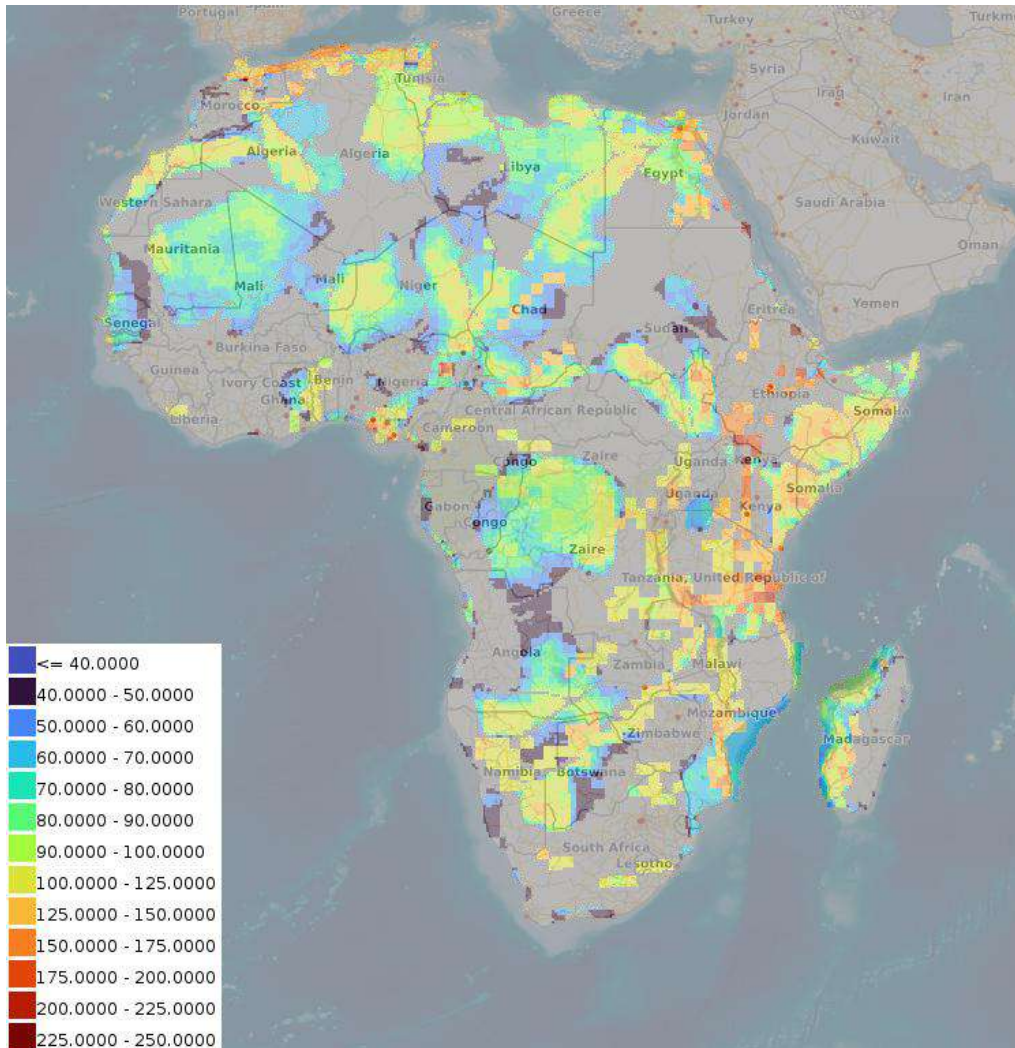 Portugal
Spain
Greece
Turkey
Turkm
Syria
Iraq
Iran
Jordan
Kuwait
Tunisia
Morocco
Algeria
Algeria
Libya
Egypt
Western Sahara
Saudi Arabia
Oman
Mauritania
Mali
Mali
Niger
Chad
Sudan
Eritrea
Yemen
Senegal
Burkina Faso
Guinea
Ivory Coast
Benin
Nigeria
Ghana
Liberia
Ethiopia
Somalia
Central African Republic
Cameroon
Congo
Zaire
Uganda
Kenya
Uganda
Somalia
Gabon
Congo
Kenya
Zaire
Tanzania, United Republic of
Angola
Zambia
Malawi
Mozambique
Zimbabwe
Madagascar
Namibia
Botswana
South Africa
Lesotho
<= 40.0000
40.0000 - 50.0000
50.0000 - 60.0000
60.0000 - 70.0000
70.0000 - 80.0000
80.0000 - 90.0000
90.0000 - 100.0000
100.0000 - 125.0000
125.0000 - 150.0000
150.0000 - 175.0000
175.0000 - 200.0000
200.0000 - 225.0000
225.0000 - 250.0000